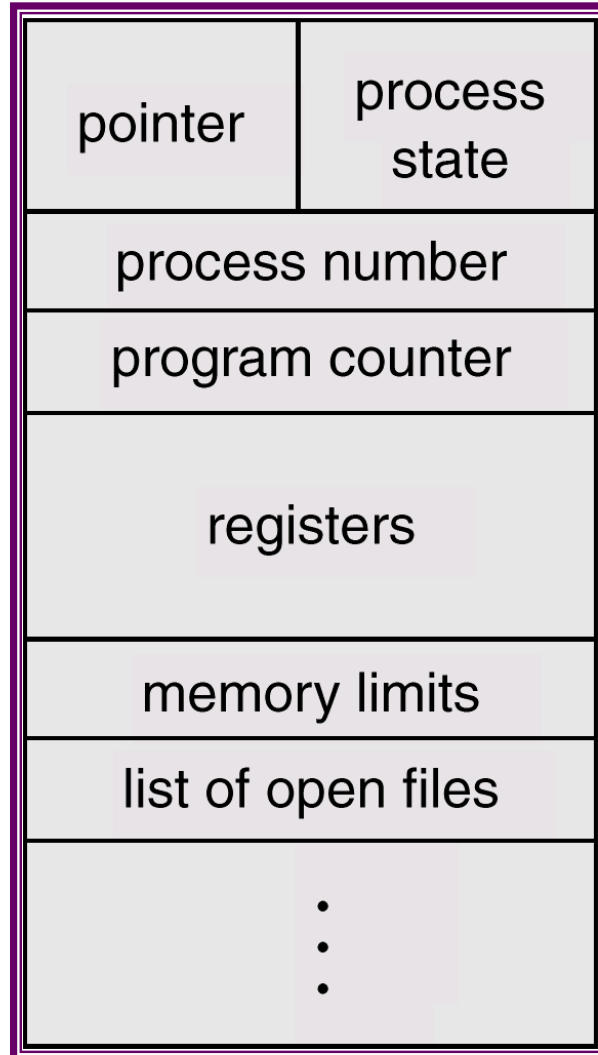 pointer
process
state
process number
program counter
registers
memory limits
list of open files